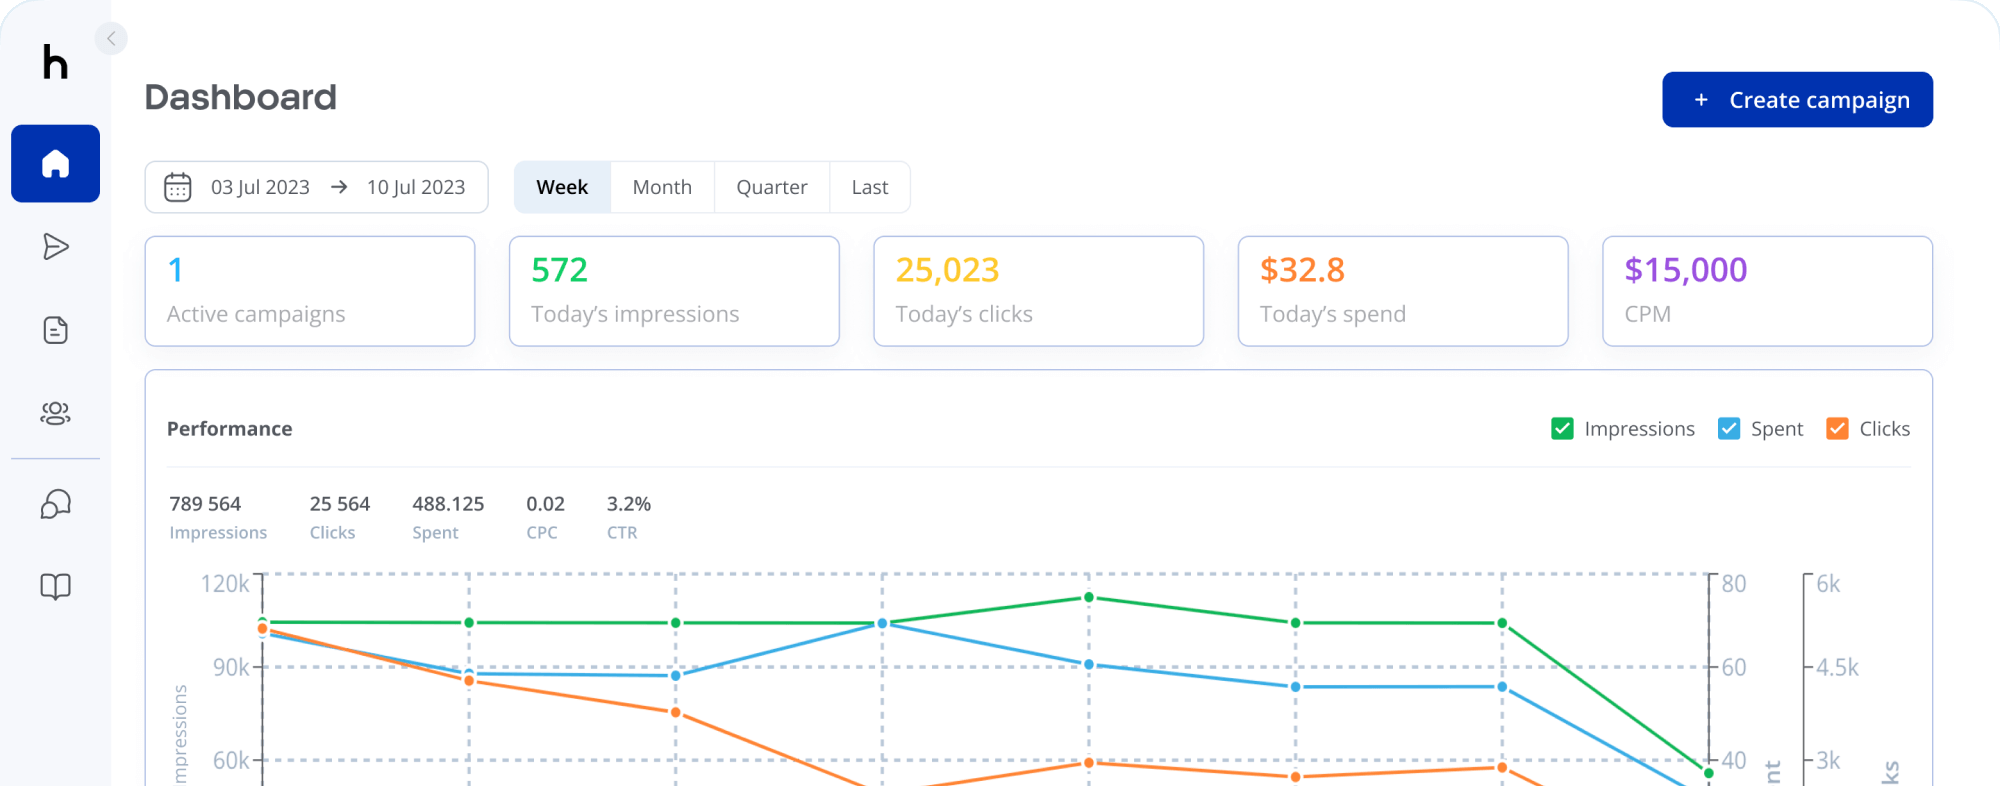 h
Dashboard
+ Create campaign
03 Jul 2023 → 10 Jul 2023
Week Month Quarter Last
1
Active campaigns
572
Today’s impressions
25,023
Today’s clicks
$32.8
Today’s spend
$15,000
CPM
Performance
Impressions Spent Clicks
789 564 25 564 488.125 0.02 3.2%
Impressions Clicks Spent CPC CTR
120k 80 6k
90k 60 4.5k
60k 40 3k
mpressions
nt
ks